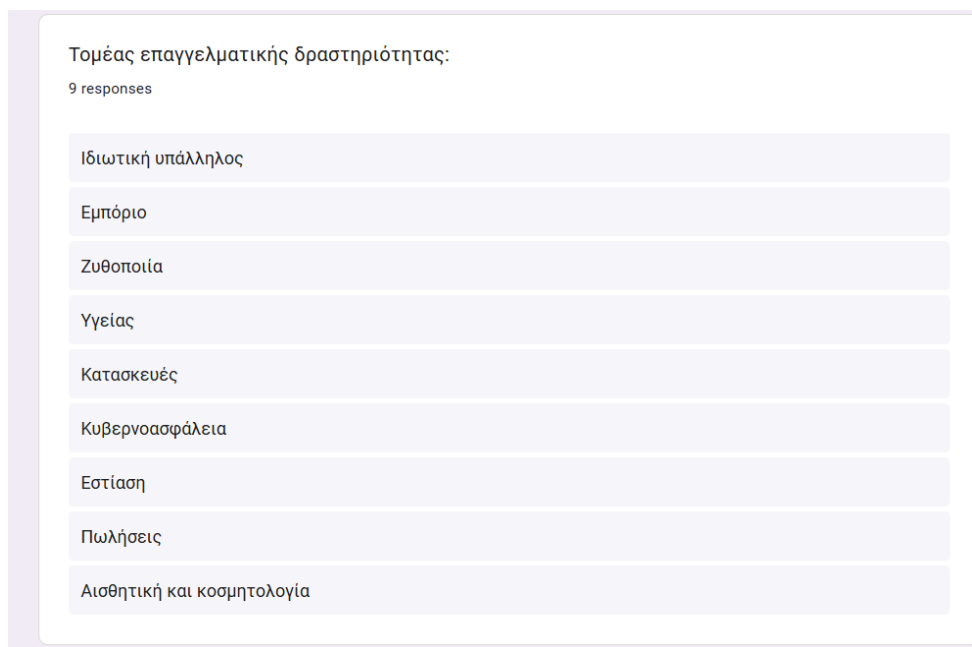 Τομέας επαγγελματικής δραστηριότητας:
9 responses
Ιδιωτική υπάλληλος
Εμπόριο
Ζυθοποιία
Υγείας
Κατασκευές
Κυβερνοασφάλεια
Εστίαση
Πωλήσεις
Αισθητική και κοσμητολογία